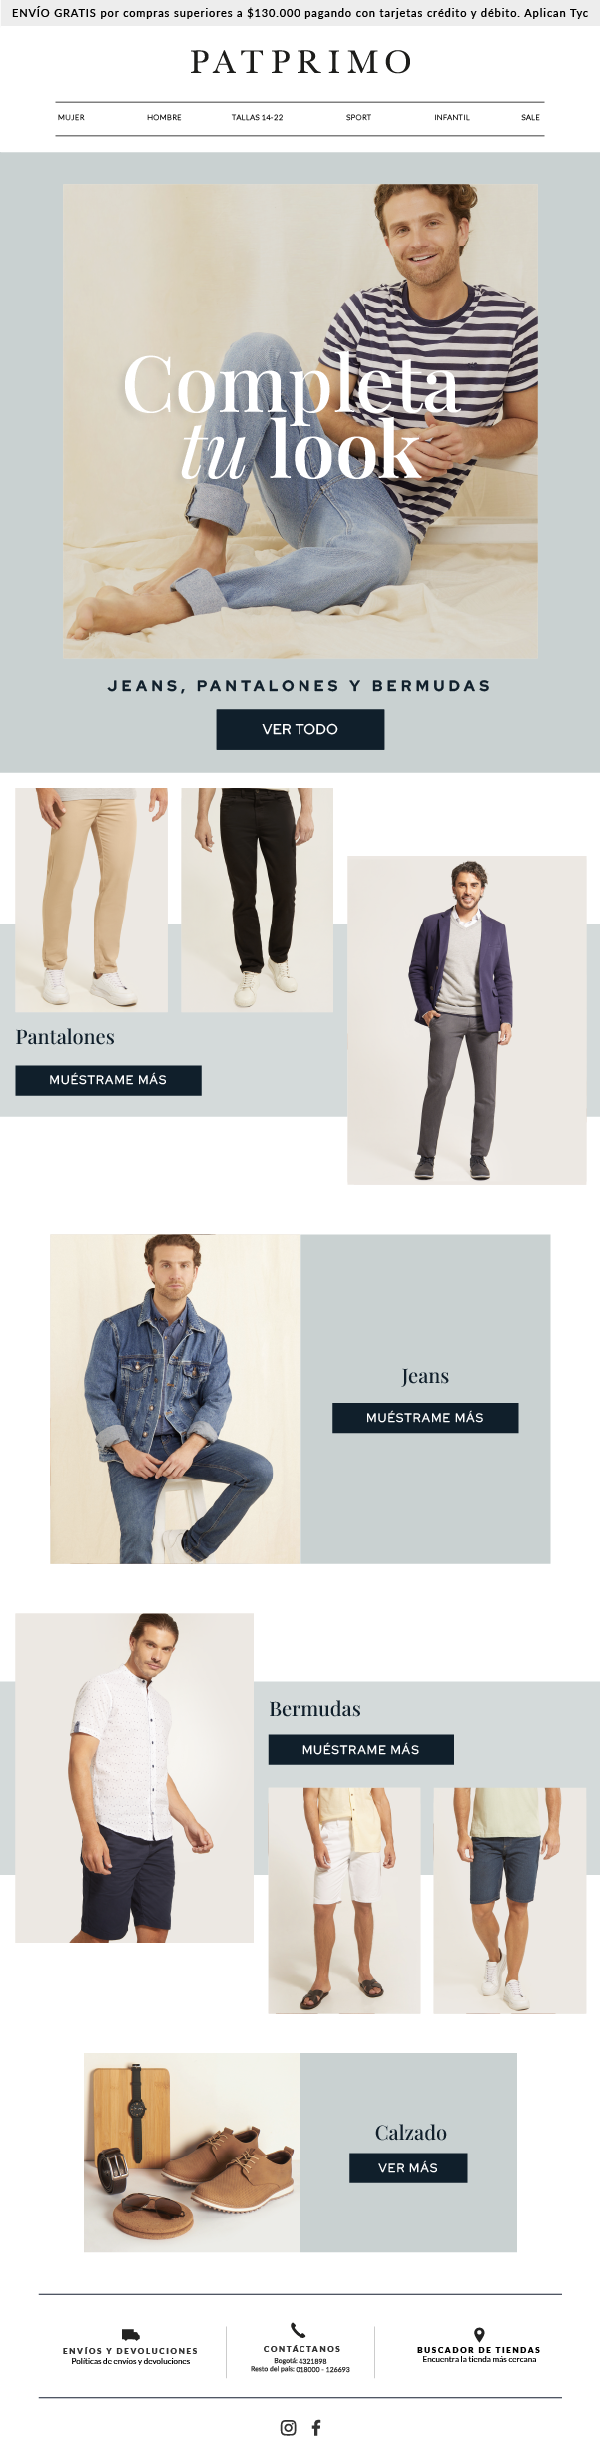 ENVÍO GRATIS por compras superiores a $130.000 pagando con tarjetas crédito y débito. Aplican Tyc
PATPRIMO
MUJER HOMBRE TALLAS 14-22 SPORT INFANTIL SALE
Completa
tu look
JEANS, PANTALONES Y BERMUDAS
VER TODO
Pantalones
MUÉSTRAME MÁS
Jeans
MUÉSTRAME MÁS
Bermudas
MUÉSTRAME MÁS
Calzado
VER MÁS
ENVÍOS Y DEVOLUCIONES
Políticas de envíos y devoluciones
CONTÁCTANOS
Bogotá: 4321898
Resto del país: 018000 - 126693
BUSCADOR DE TIENDAS
Encuentra la tienda más cercana